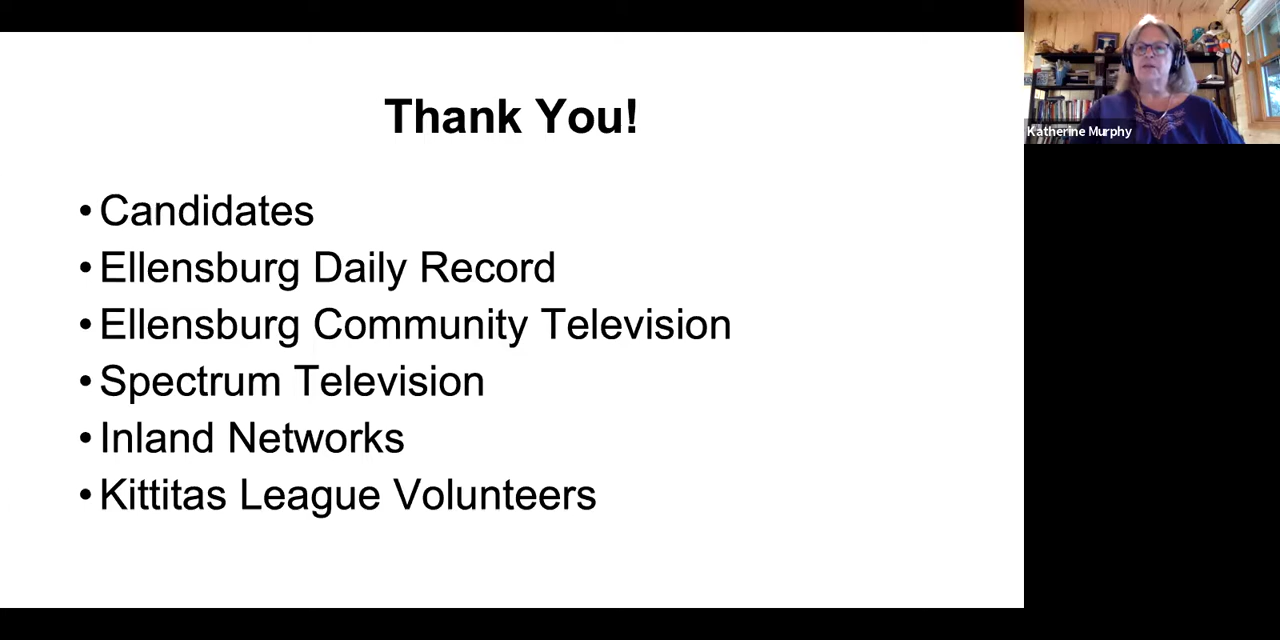 Thank You!
• Candidates
• Ellensburg Daily Record
• Ellensburg Community Television
• Spectrum Television
• Inland Networks
• Kittitas League Volunteers
Katherine Murphy